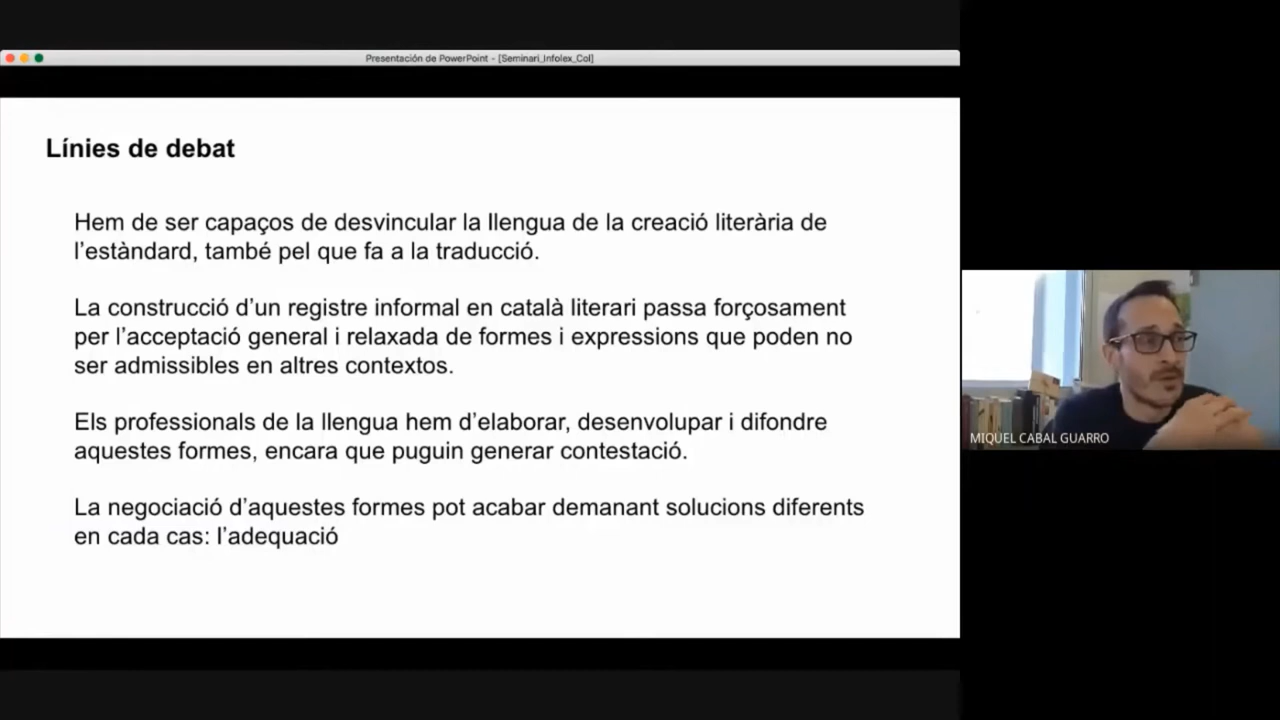 Presentación de PowerPoint - [Seminari_Infolex_Col]
Línies de debat
Hem de ser capaços de desvincular la llengua de la creació literària de
l’estàndard, també pel que fa a la traducció.
La construcció d’un registre informal en català literari passa forçosament
per l’acceptació general i relaxada de formes i expressions que poden no
ser admissibles en altres contextos.
Els professionals de la llengua hem d’elaborar, desenvolupar i difondre
aquestes formes, encara que puguin generar contestació.
La negociació d’aquestes formes pot acabar demanant solucions diferents
en cada cas: l’adequació
MIQUEL CABAL GUARRO